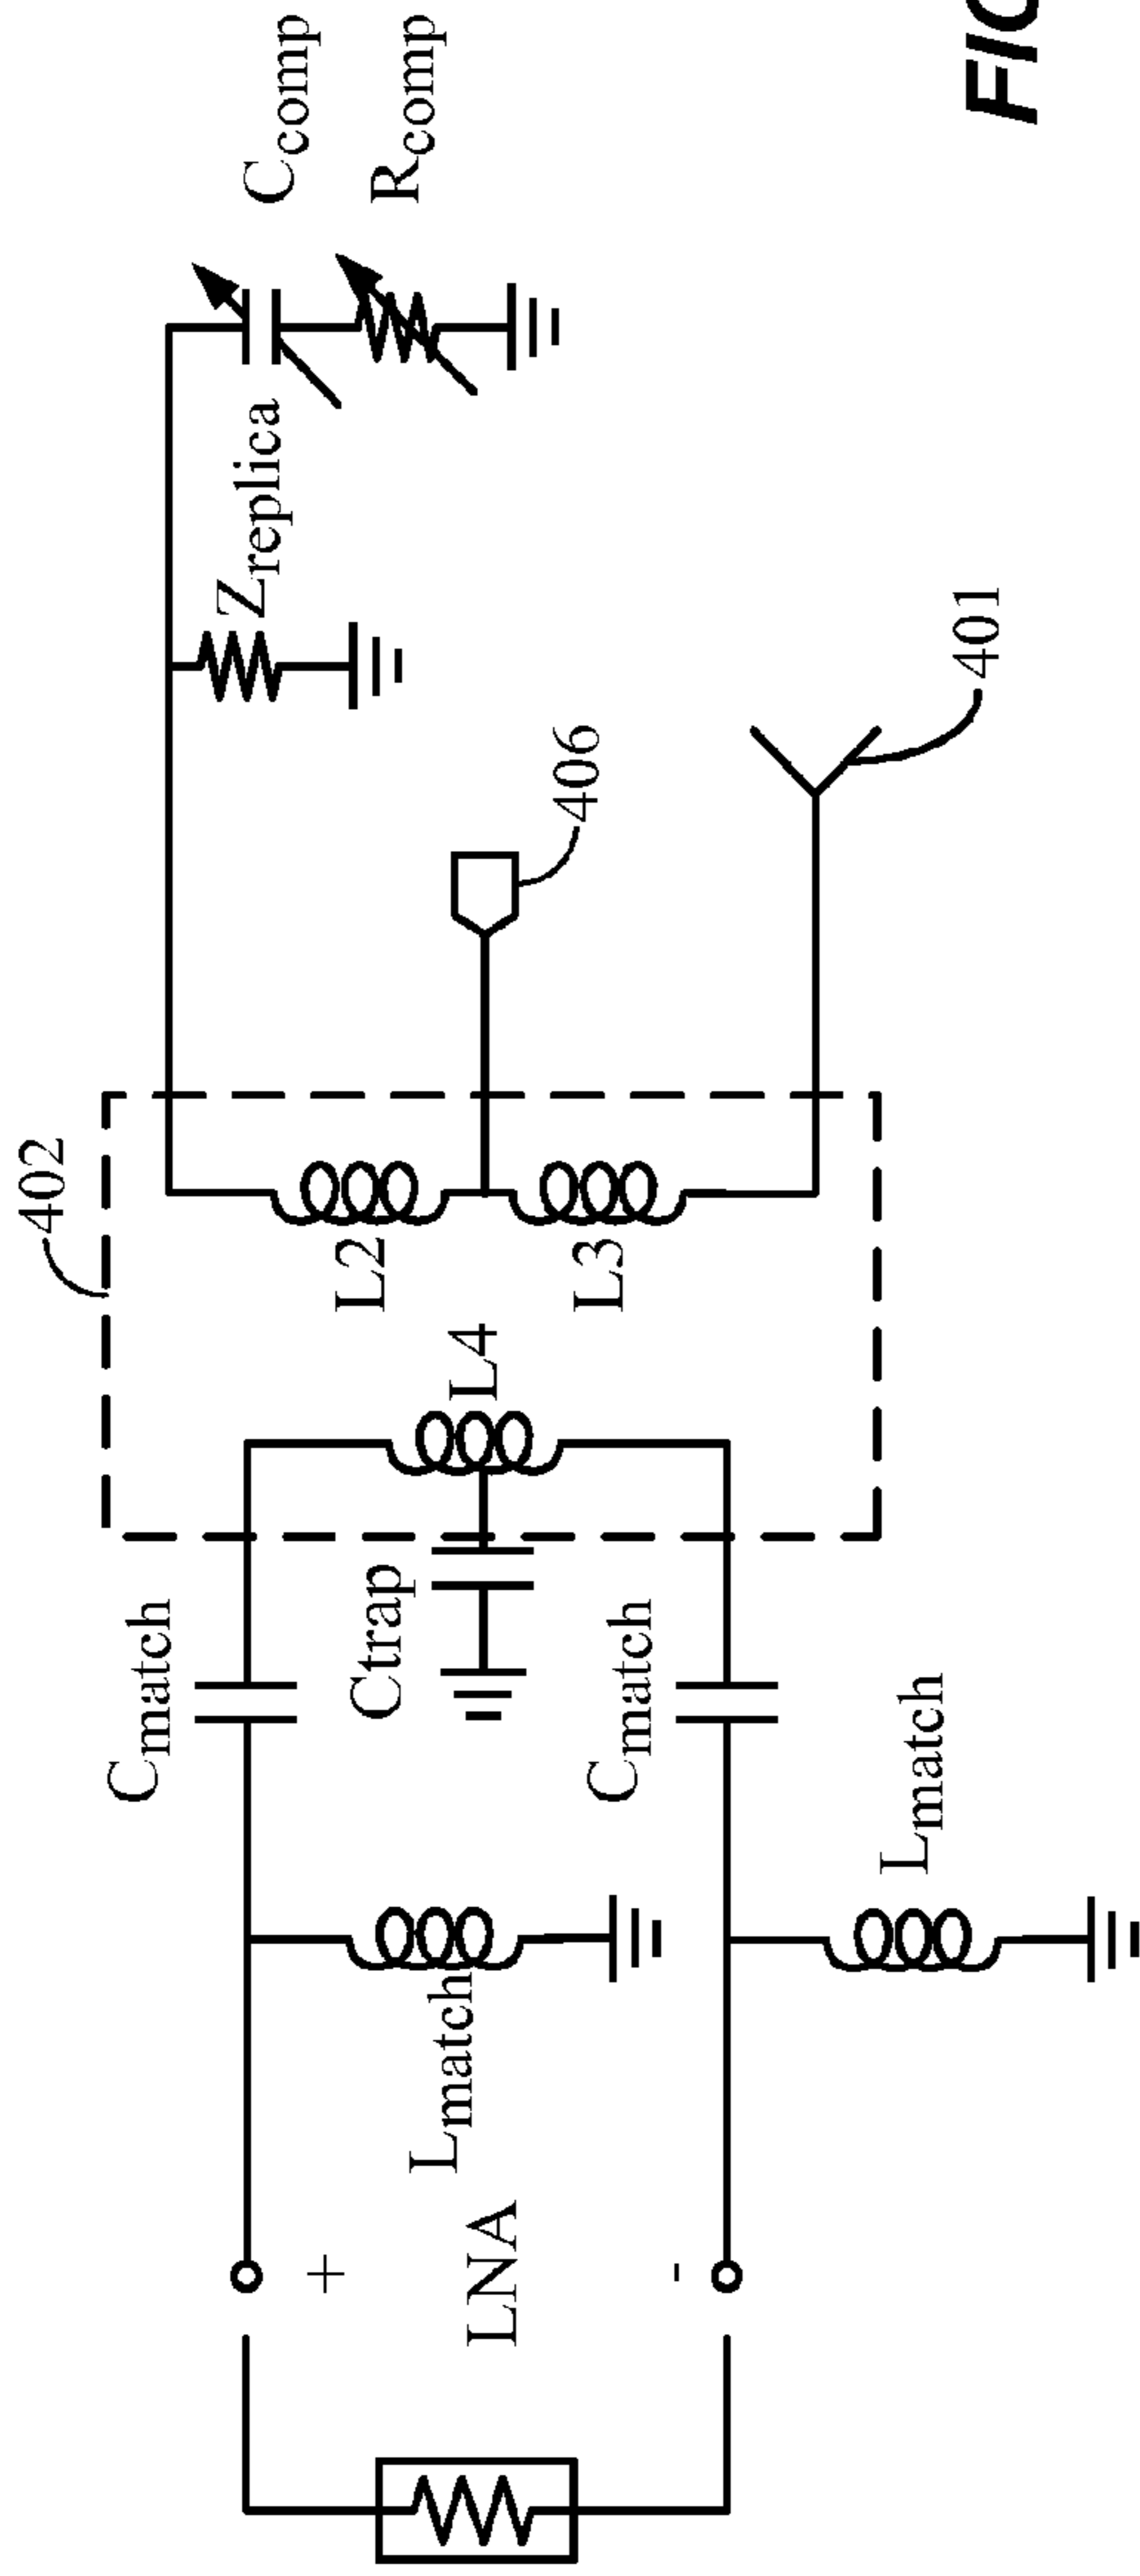 402
Cmatch
Ctrap
Cmatch
L4
L2
L3
Lmatch
Lmatch
LNA
+
-
Zreplica
Ccomp
Rcomp
406
401